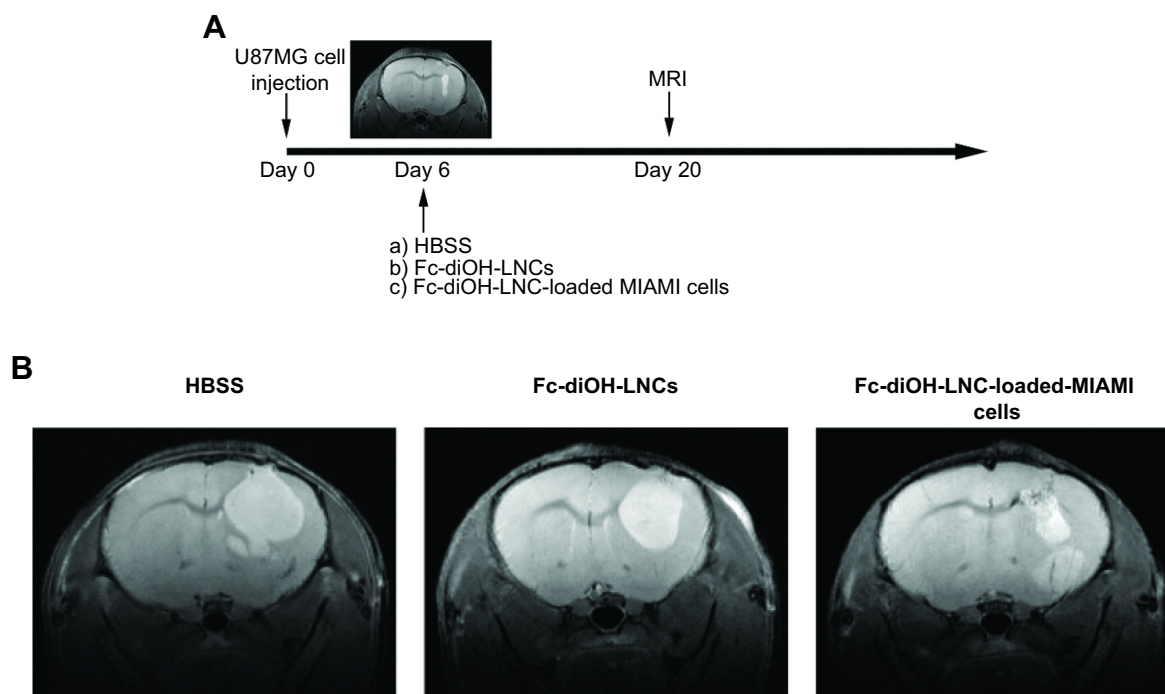 A
U87MG cell
injection
MRI
Day 0
Day 6
Day 20
a) HBSS
b) Fc-diOH-LNCs
c) Fc-diOH-LNC-loaded MIAMI cells
B
HBSS
Fc-diOH-LNCs
Fc-diOH-LNC-loaded-MIAMI
cells